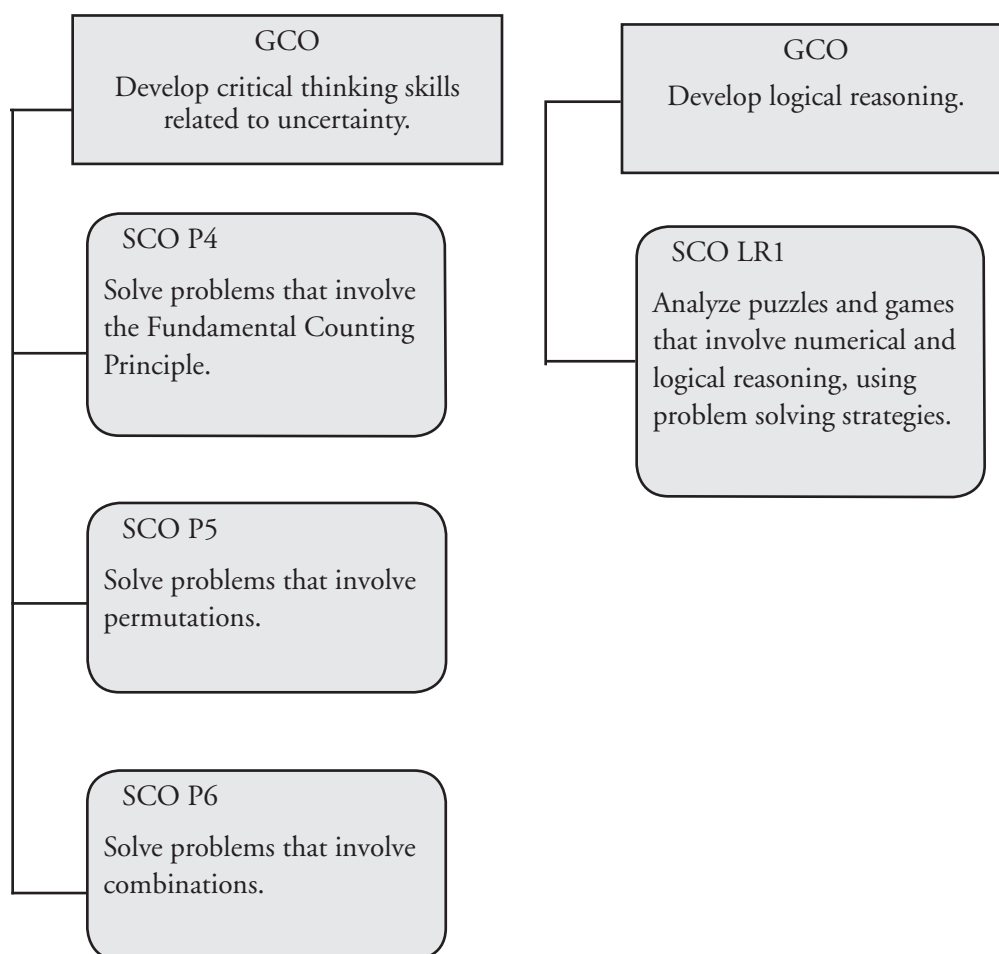 GCO
Develop critical thinking skills
related to uncertainty.
SCO P4
Solve problems that involve
the Fundamental Counting
Principle.
SCO P5
Solve problems that involve
permutations.
SCO P6
Solve problems that involve
combinations.
GCO
Develop logical reasoning.
SCO LR1
Analyze puzzles and games
that involve numerical and
logical reasoning, using
problem solving strategies.